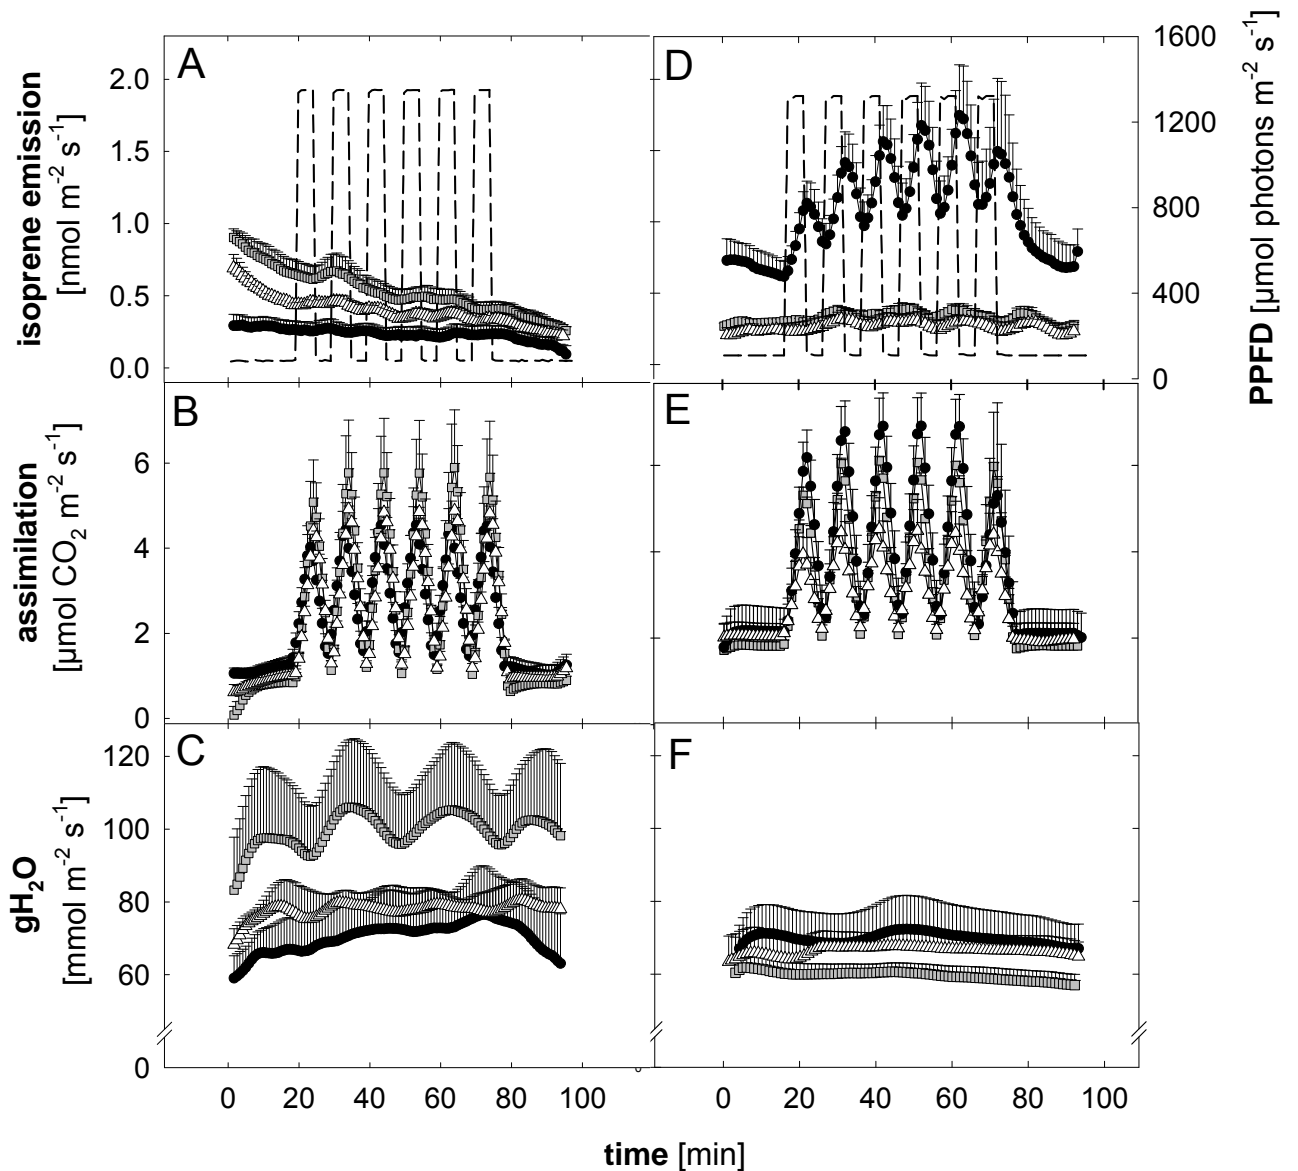 A
D
isoprene emission
[nmol m⁻² s⁻¹]
2.0
1.5
1.0
0.5
0.0
1600
1200
800
400
0
PPFD [µmol photons m⁻² s⁻¹]
B
E
assimilation
[µmol CO₂ m⁻² s⁻¹]
6
4
2
0
C
F
gH₂O
[mmol m⁻² s⁻¹]
120
100
80
60
0
0 20 40 60 80 100
0 20 40 60 80 100
time [min]